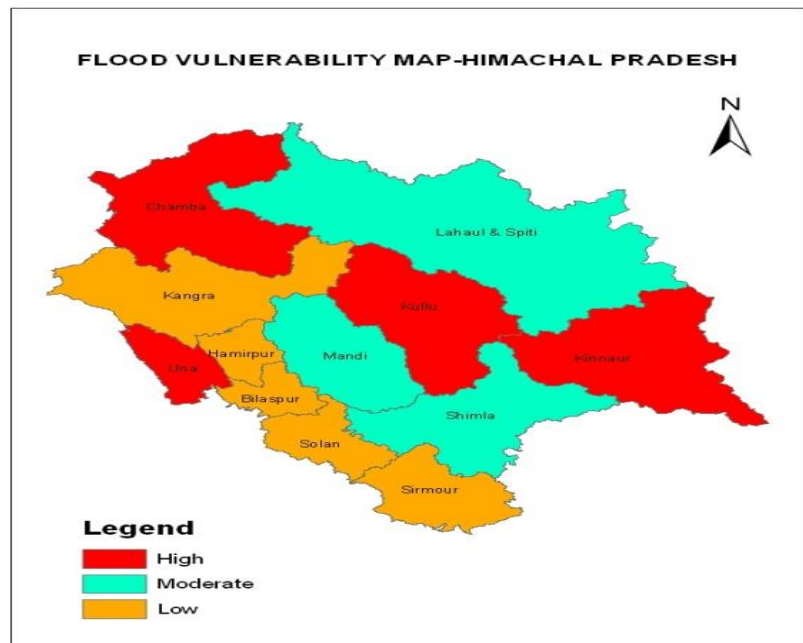 FLOOD VULNERABILITY MAP-HIMACHAL PRADESH
N
Chamba
Lahaul & Spiti
Kangra
Kullu
Hamirpur
Mandi
Kinnaur
Una
Bilaspur
Shimla
Solan
Sirmour
Legend
High
Moderate
Low